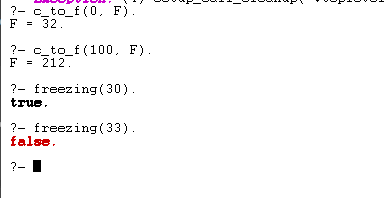 ?- c_to_f(0, F).
F = 32.
?- c_to_f(100, F).
F = 212.
?- freezing(30).
true.
?- freezing(33).
false.
?-